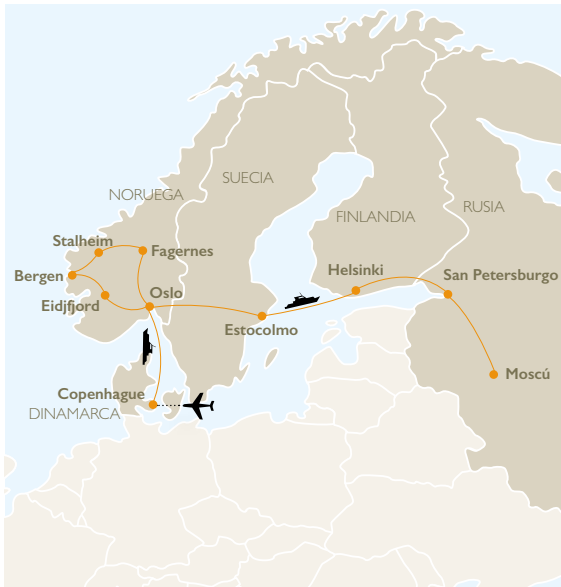 NORUEGA
SUECIA
FINLANDIA
RUSIA
Stalheim
Fagernes
Bergen
Eidjfjord
Oslo
Helsinki
San Petersburgo
Estocolmo
Moscú
Copenhague
DINAMARCA